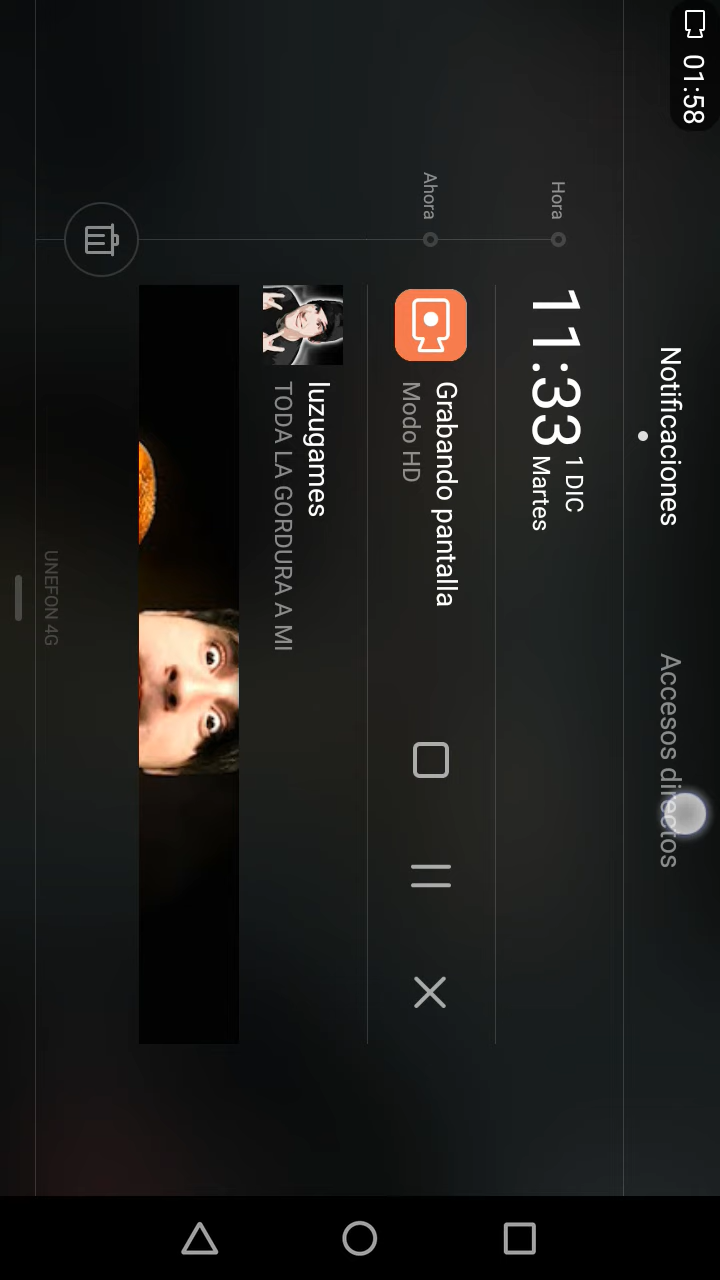 01:58
Notificaciones
Accesos directos
Hora
11:33
1 DIC
Martes
Ahora
Grabando pantalla
Modo HD
luzugames
TODA LA GORDURA A MI
UNEFON 4G